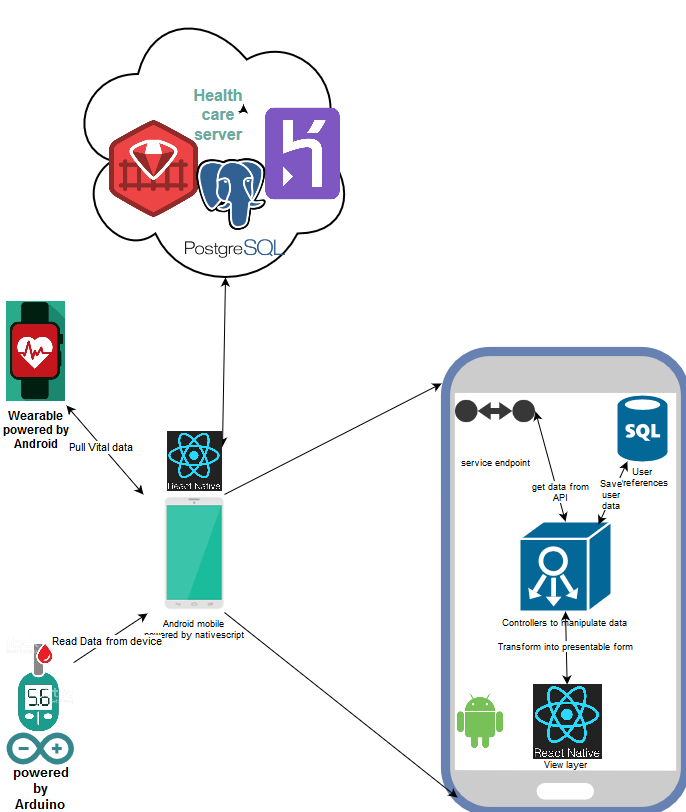 Health
care
server
PostgreSQL
Wearable
powered by
Android
Pull Vital data
React Native
Android mobile
powered by nativescript
Read Data from device
5.6
powered
by
Arduino
service endpoint
SQL
User
Preferences
get data from
API
Save
user
data
Controllers to manipulate data
Transform into presentable form
React Native
View layer